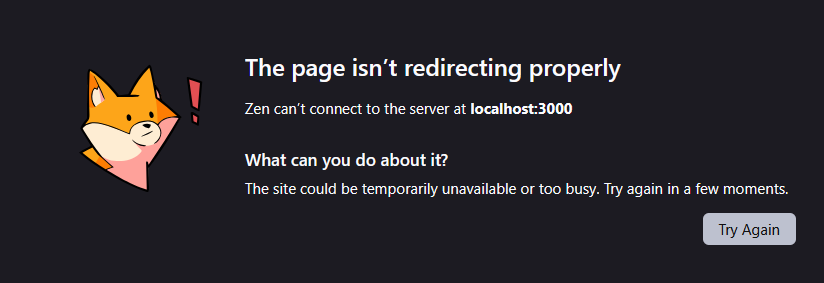 The page isn’t redirecting properly
Zen can’t connect to the server at localhost:3000
What can you do about it?
The site could be temporarily unavailable or too busy. Try again in a few moments.
Try Again